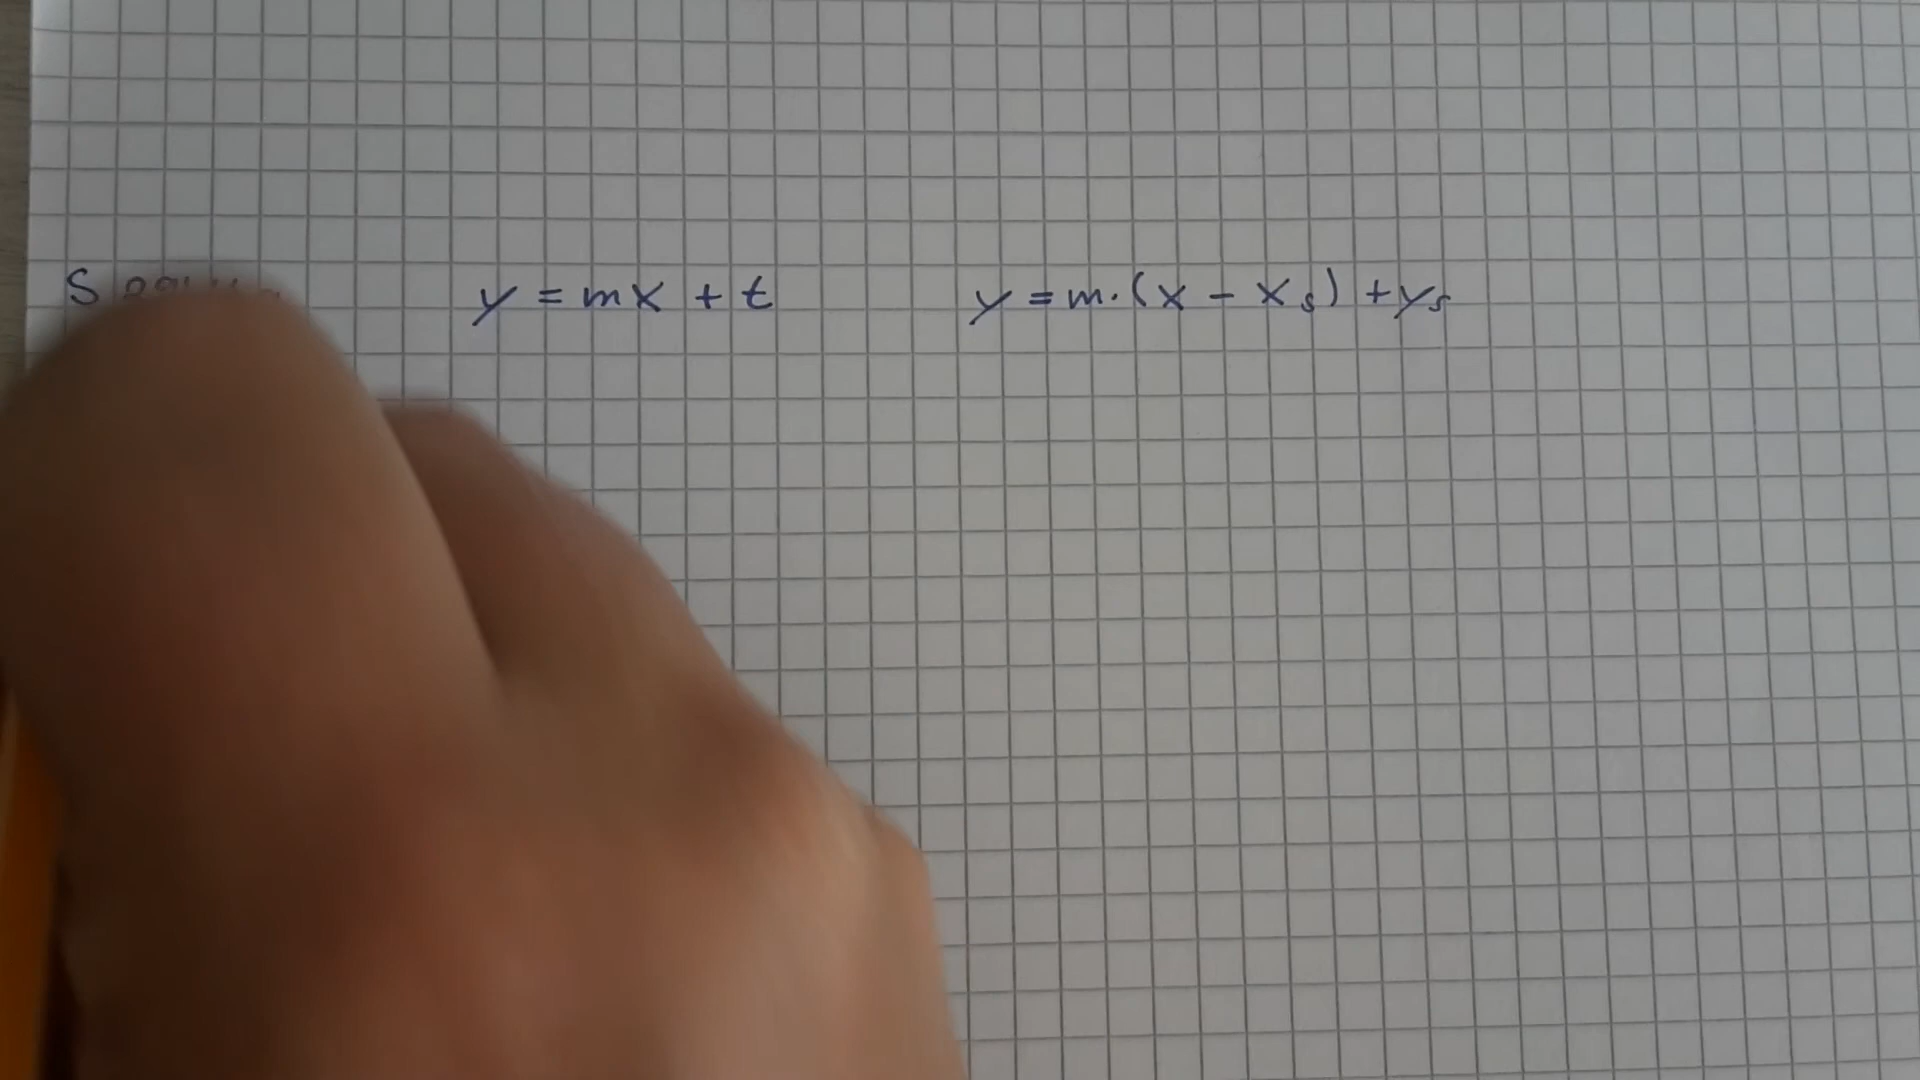 y = mx + t y = m·(x - xₛ) + yₛ